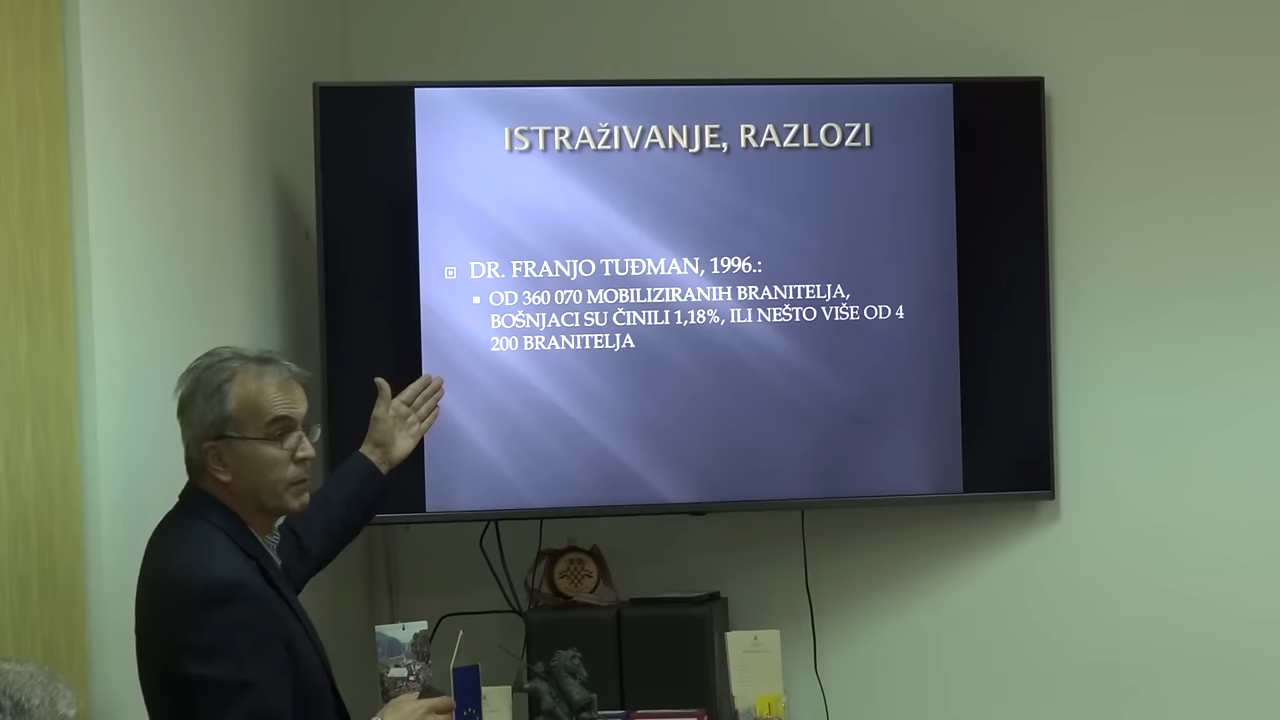 ISTRAŽIVANJE, RAZLOZI
DR. FRANJO TUĐMAN, 1996.:
OD 360 070 MOBILIZIRANIH BRANITELJA,
BOŠNJACI SU ČINILI 1,18%, ILI NEŠTO VIŠE OD 4
200 BRANITELJA